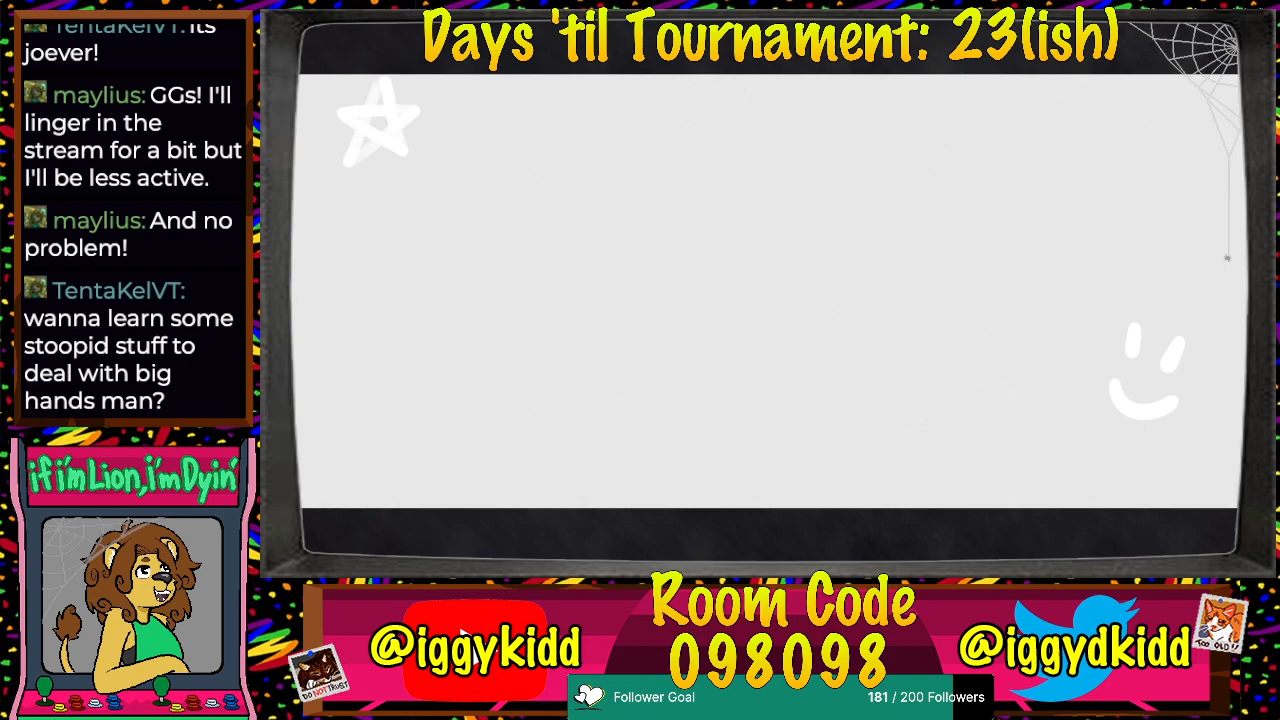 Days 'til Tournament: 23(ish)
TentaKelVT: its
joever!
maylius: GGs! I'll
linger in the
stream for a bit but
I'll be less active.
maylius: And no
problem!
TentaKelVT:
wanna learn some
stoopid stuff to
deal with big
hands man?
if i'm Lion, i'm Dyin'
Room Code
098098
@iggykidd
@iggydkidd
DO NOT TRUST
TOO OLD!!
Follower Goal
181 / 200 Followers